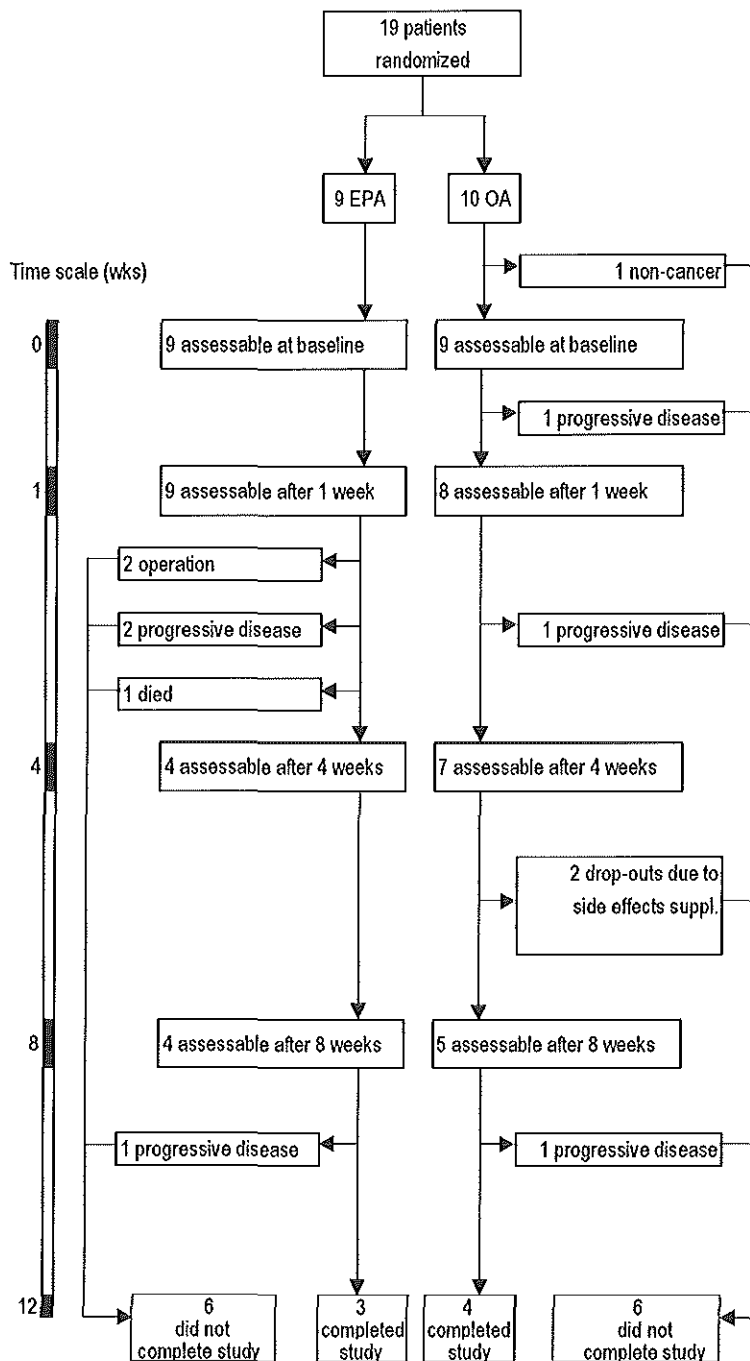 19 patients
randomized
9 EPA
10 OA
Time scale (wks)
1 non-cancer
0
9 assessable at baseline
9 assessable at baseline
1 progressive disease
1
9 assessable after 1 week
8 assessable after 1 week
2 operation
2 progressive disease
1 progressive disease
1 died
4
4 assessable after 4 weeks
7 assessable after 4 weeks
2 drop-outs due to
side effects suppl.
8
4 assessable after 8 weeks
5 assessable after 8 weeks
1 progressive disease
1 progressive disease
12
6
did not
complete study
3
completed
study
4
completed
study
6
did not
complete study